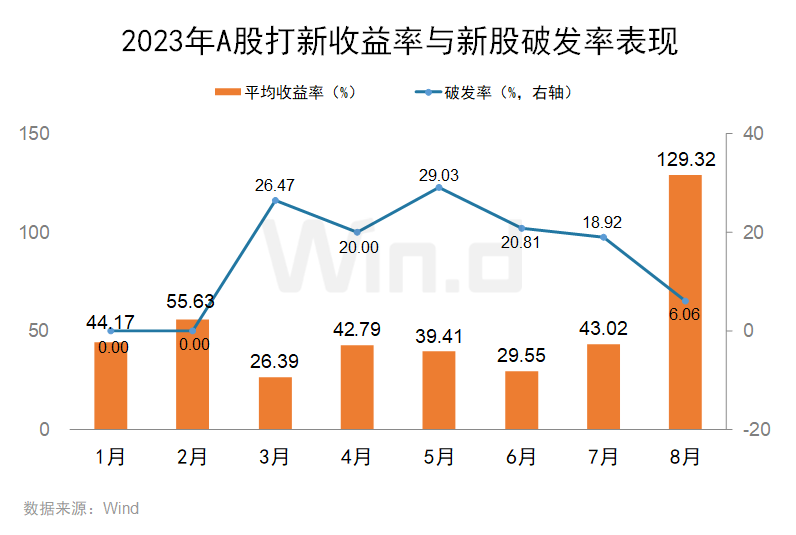 2023年A股打新收益率与新股破发率表现
平均收益率（%） 破发率（%，右轴）
150 40
129.32
29.03
26.47
18.92
100 20.00 20.81 20
Win.d
55.63
44.17 42.79 39.41 43.02 6.06
50 0.00 0.00 0
26.39 29.55
0 -20
1月 2月 3月 4月 5月 6月 7月 8月
数据来源：Wind